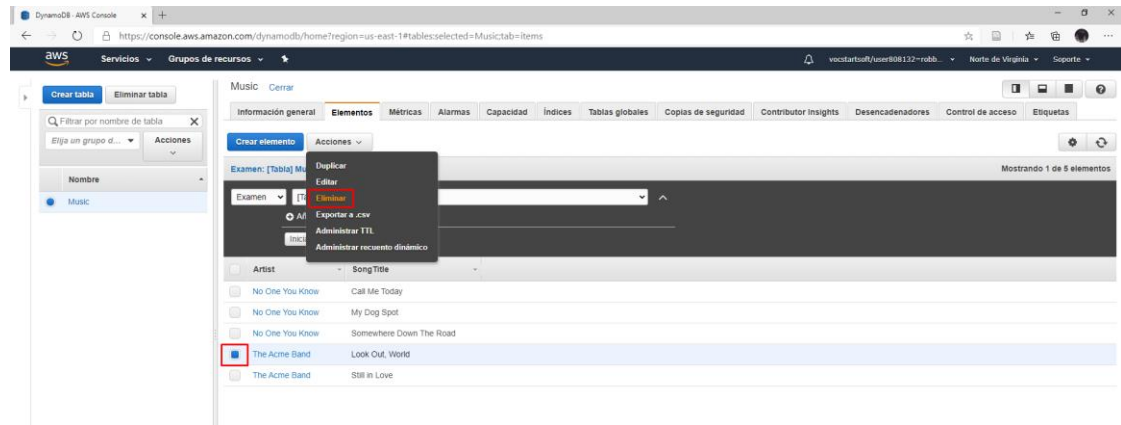 DynamoDB - AWS Console
https://console.aws.amazon.com/dynamodb/home?region=us-east-1#tables:selected=Music;tab=items
aws Servicios Grupos de recursos vocstartsoft/user808132=robb... Norte de Virginia Soporte
Crear tabla Eliminar tabla
Music Cerrar
Filtrar por nombre de tabla
Elija un grupo d... Acciones
Nombre
Music
Información general Elementos Métricas Alarmas Capacidad Índices Tablas globales Copias de seguridad Contributor Insights Desencadenadores Control de acceso Etiquetas
Crear elemento Acciones
Examen: [Tabla] Mu
Mostrando 1 de 5 elementos
Duplicar
Editar
Eliminar
Exportar a .csv
Administrar TTL
Administrar recuento dinámico
Examen [Ta
Añ
Inicia
Artist SongTitle
No One You Know Call Me Today
No One You Know My Dog Spot
No One You Know Somewhere Down The Road
The Acme Band Look Out, World
The Acme Band Still in Love